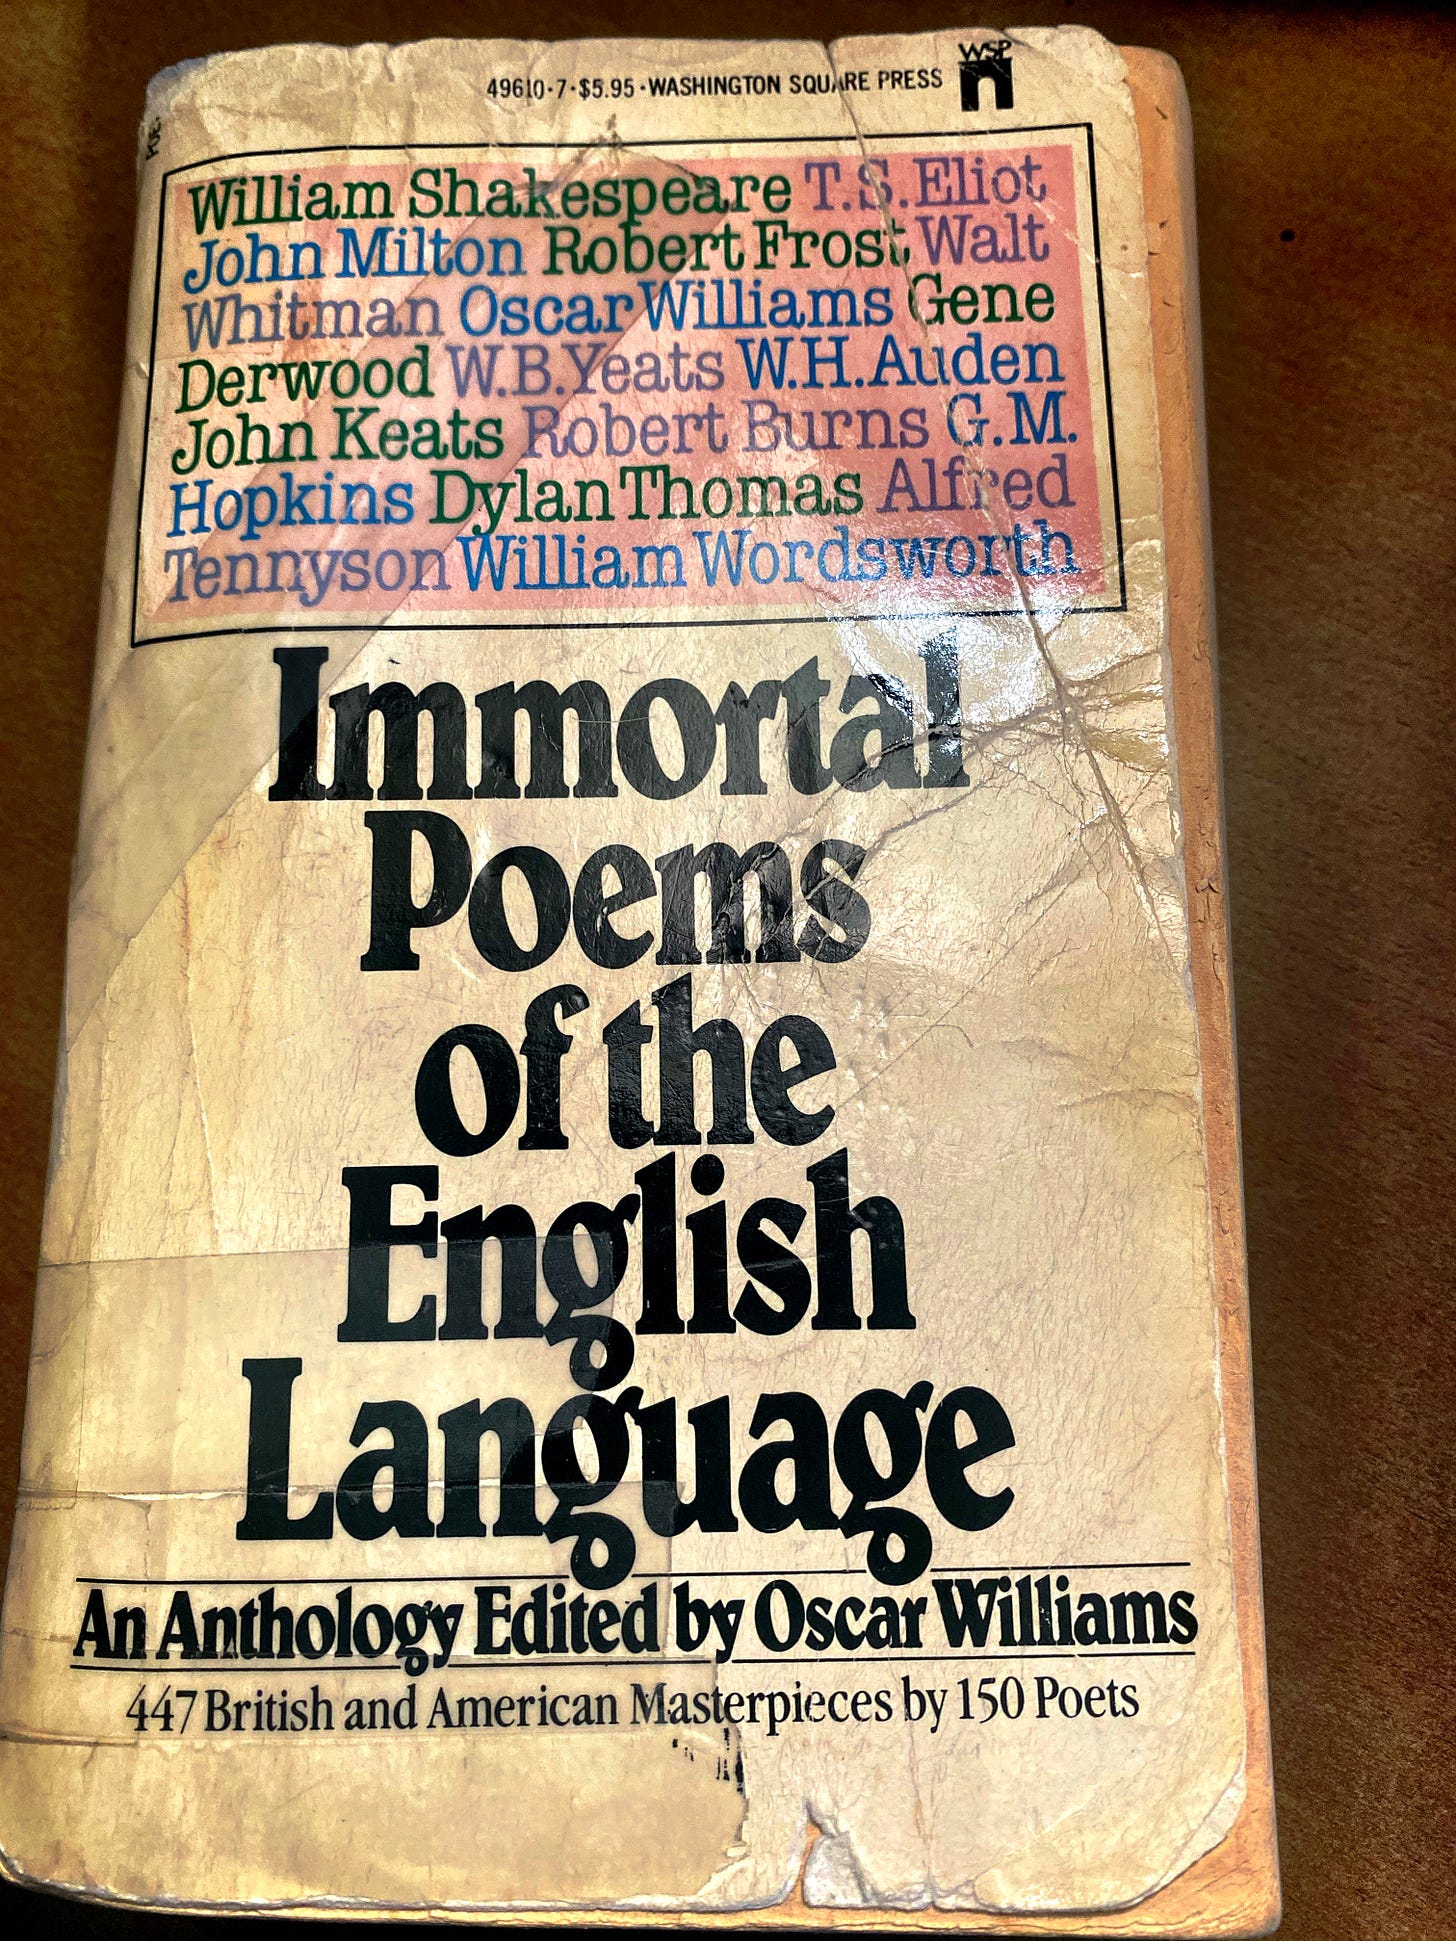 49610·7·$5.95·WASHINGTON SQUARE PRESS
WSP
William Shakespeare T.S.Eliot
John Milton Robert Frost Walt
Whitman Oscar Williams Gene
Derwood W.B.Yeats W.H.Auden
John Keats Robert Burns G.M.
Hopkins Dylan Thomas Alfred
Tennyson William Wordsworth
Immortal
Poems
of the
English
Language
An Anthology Edited by Oscar Williams
447 British and American Masterpieces by 150 Poets